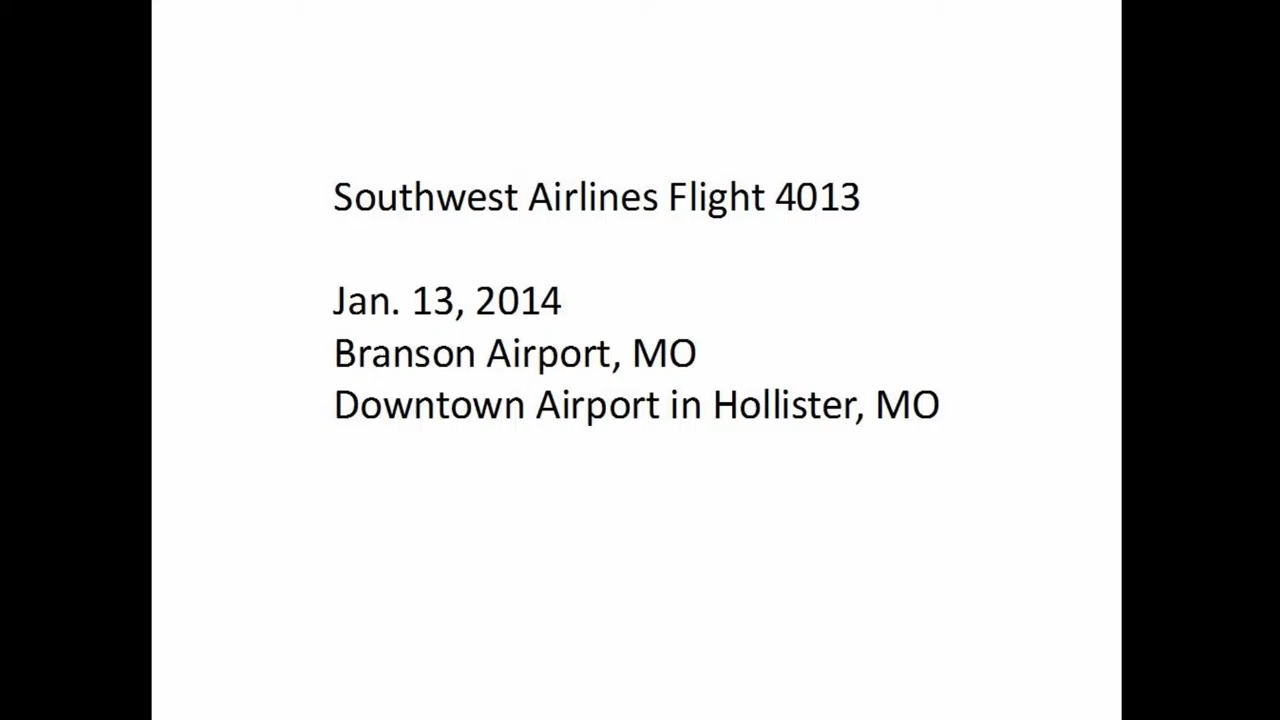 Southwest Airlines Flight 4013
Jan. 13, 2014
Branson Airport, MO
Downtown Airport in Hollister, MO